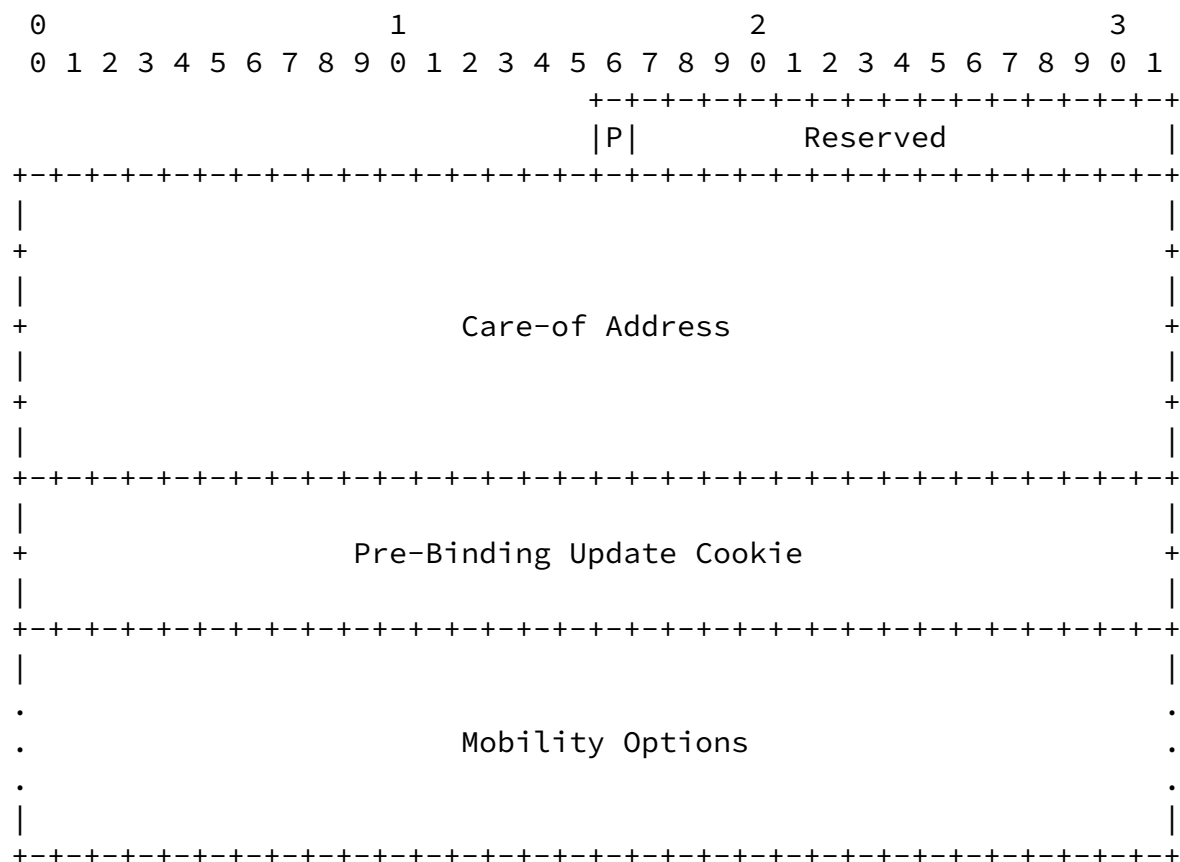 0                   1                   2                   3
0 1 2 3 4 5 6 7 8 9 0 1 2 3 4 5 6 7 8 9 0 1 2 3 4 5 6 7 8 9 0 1
                                +-+-+-+-+-+-+-+-+-+-+-+-+-+-+-+-+
                                |P|         Reserved            |
+-+-+-+-+-+-+-+-+-+-+-+-+-+-+-+-+-+-+-+-+-+-+-+-+-+-+-+-+-+-+-+-+
|                                                               |
+                                                               +
|                                                               |
+                        Care-of Address                        +
|                                                               |
+                                                               +
|                                                               |
+-+-+-+-+-+-+-+-+-+-+-+-+-+-+-+-+-+-+-+-+-+-+-+-+-+-+-+-+-+-+-+-+
|                                                               |
+                  Pre-Binding Update Cookie                    +
|                                                               |
+-+-+-+-+-+-+-+-+-+-+-+-+-+-+-+-+-+-+-+-+-+-+-+-+-+-+-+-+-+-+-+-+
|                                                               |
.                                                               .
.                        Mobility Options                       .
.                                                               .
|                                                               |
+-+-+-+-+-+-+-+-+-+-+-+-+-+-+-+-+-+-+-+-+-+-+-+-+-+-+-+-+-+-+-+-+